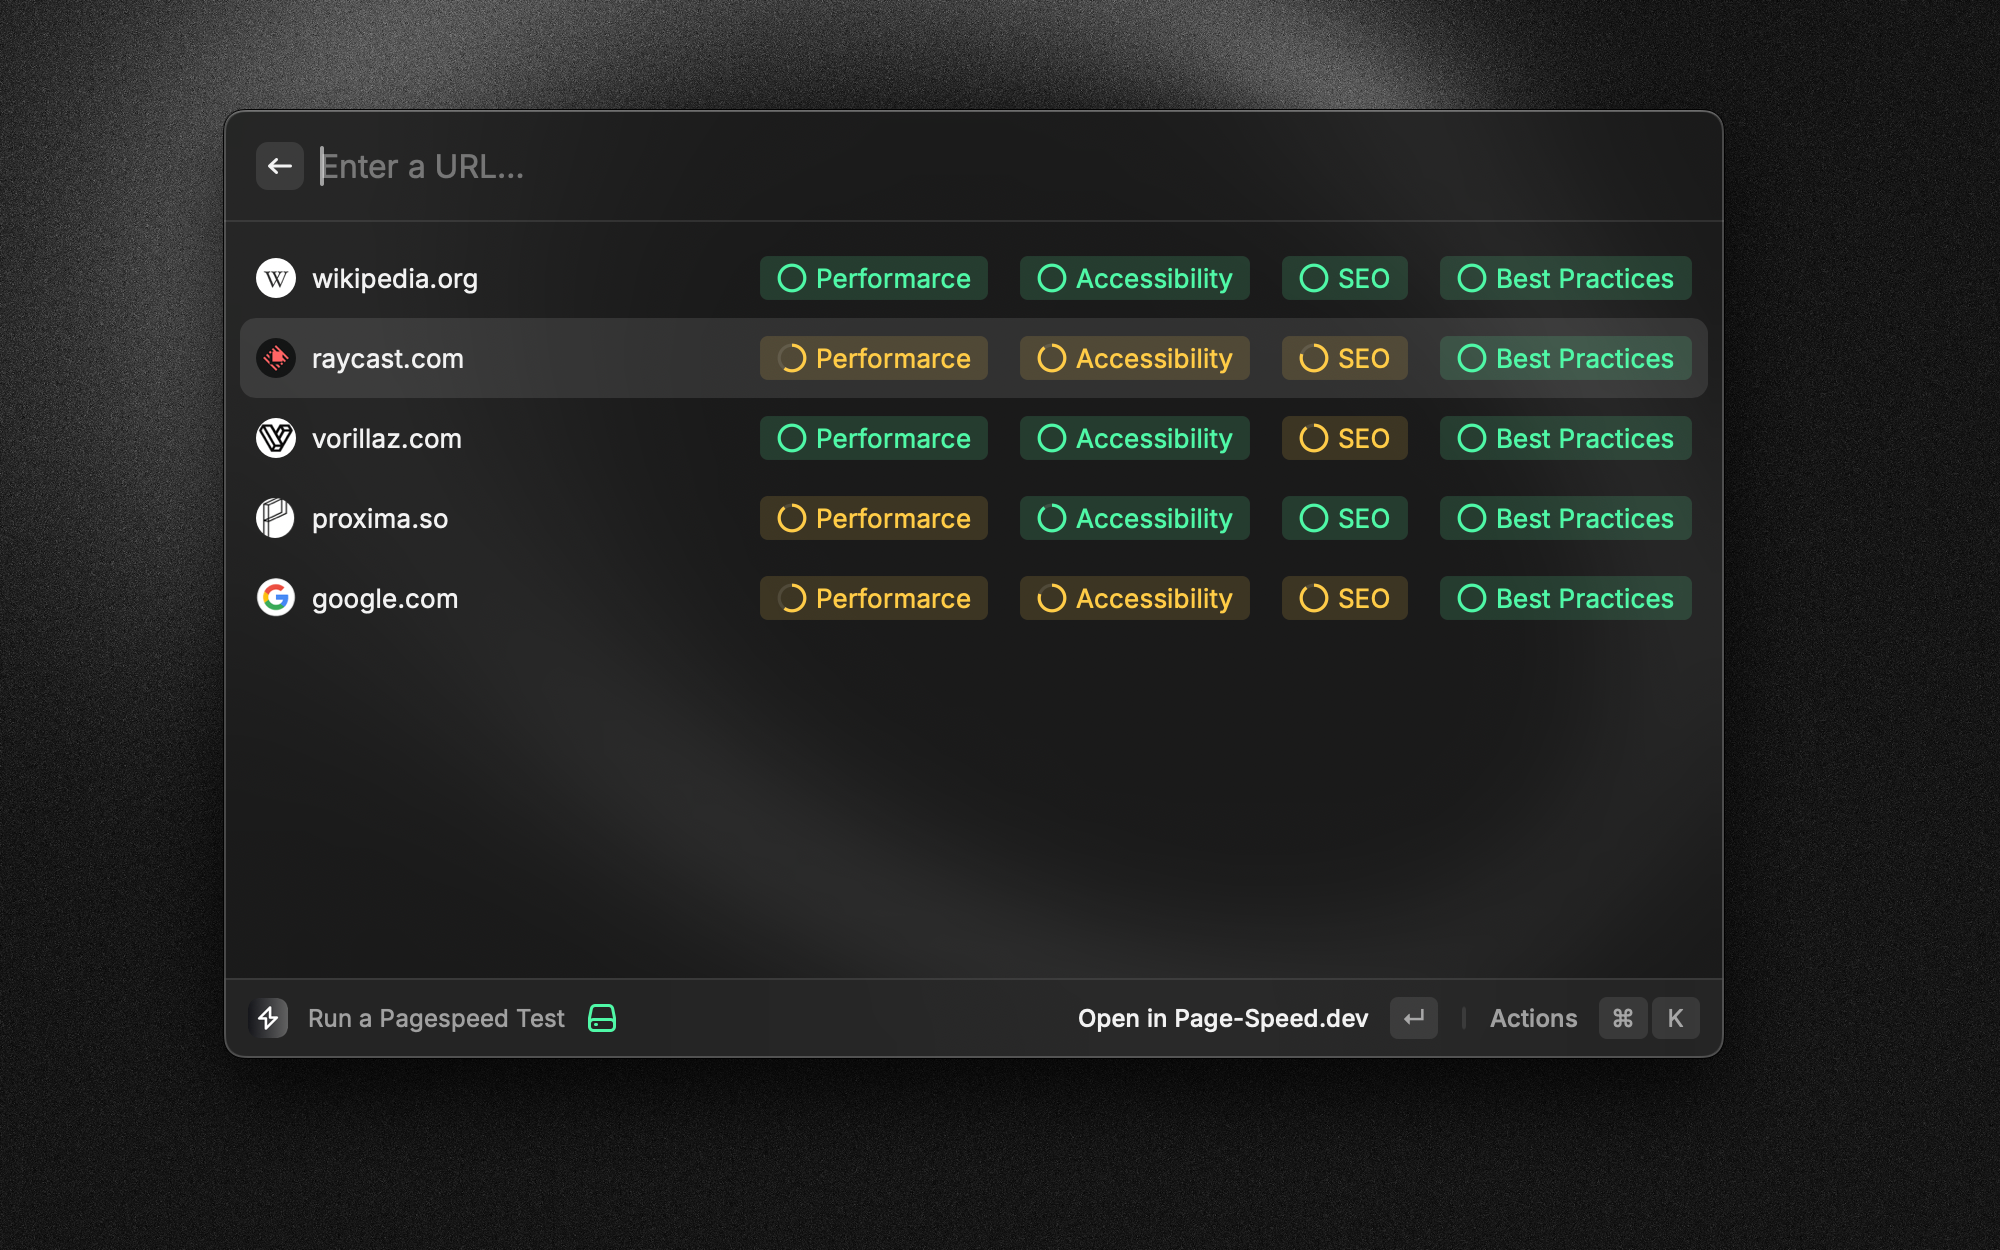 Enter a URL...
wikipedia.org Performarce Accessibility SEO Best Practices
raycast.com Performarce Accessibility SEO Best Practices
vorillaz.com Performarce Accessibility SEO Best Practices
proxima.so Performarce Accessibility SEO Best Practices
google.com Performarce Accessibility SEO Best Practices
Run a Pagespeed Test Open in Page-Speed.dev ↵ Actions ⌘ K